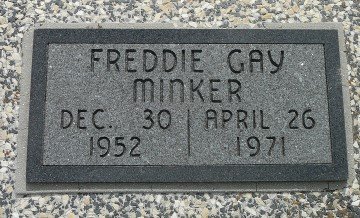 FREDDIE GAY
MINKER
DEC. 30 APRIL 26
1952 1971